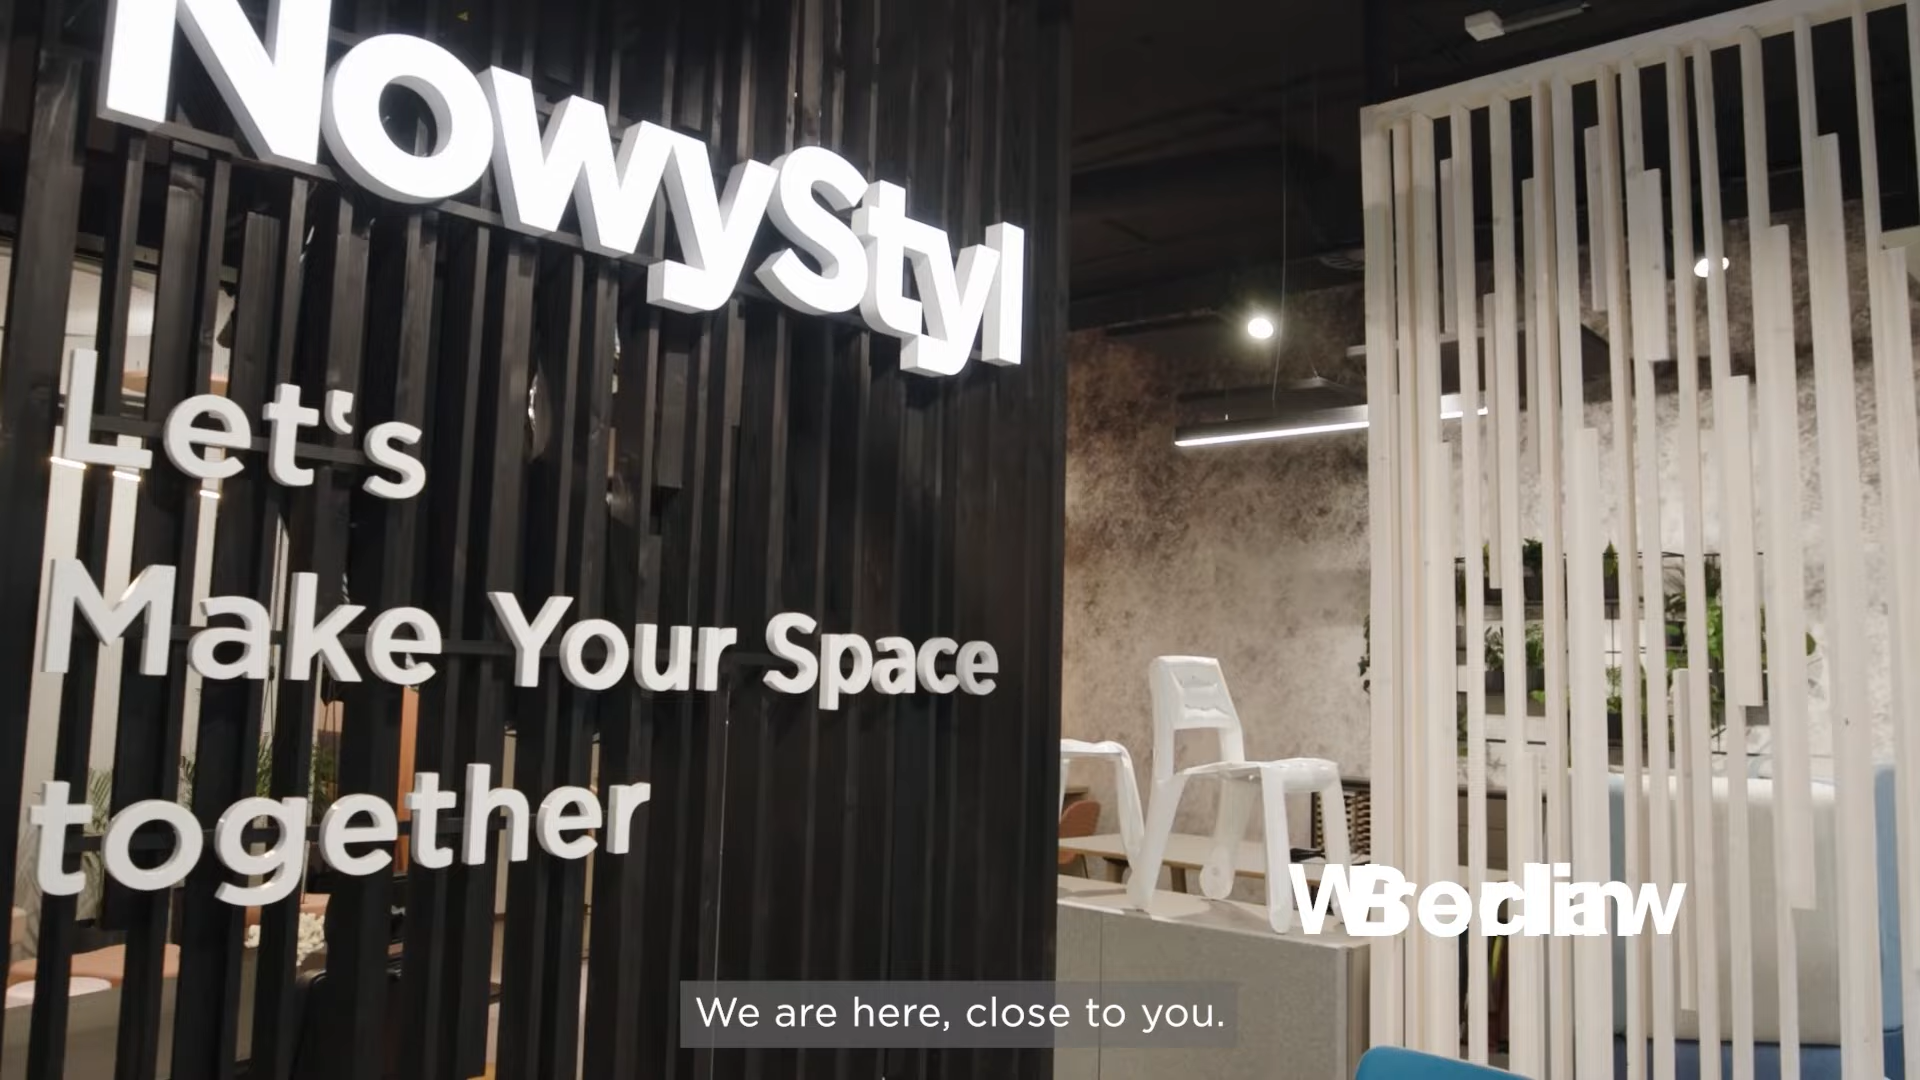 NowyStyl
Let‘s
Make Your Space
together
We are here, close to you.